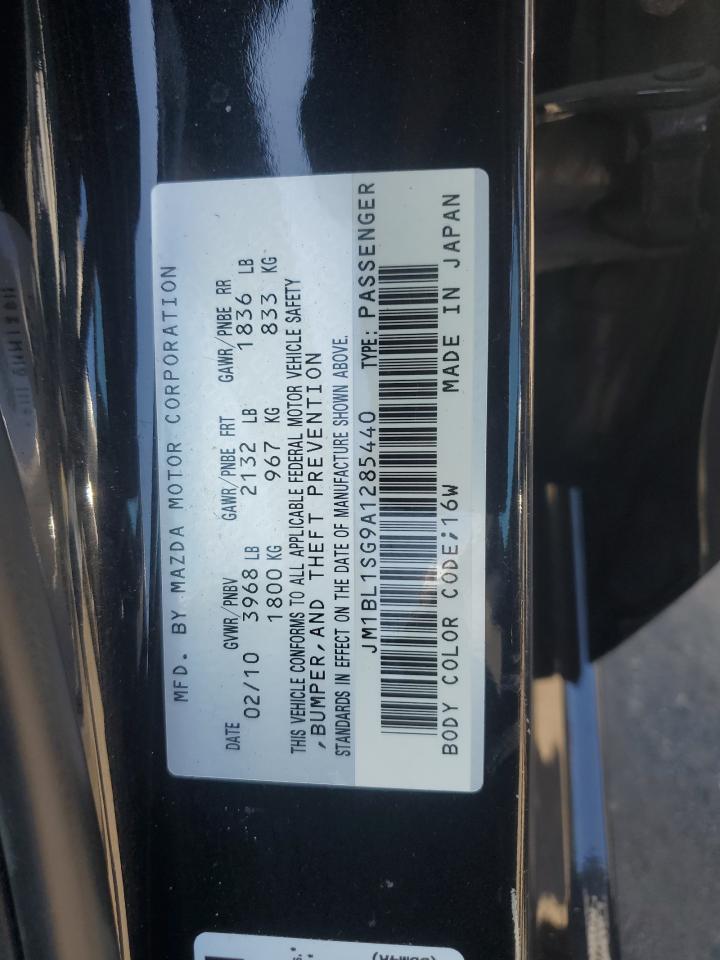 MFD. BY MAZDA MOTOR CORPORATION
DATE GVWR/PNBV GAWR/PNBE FRT GAWR/PNBE RR
02/10 3968 LB 2132 LB 1836 LB
1800 KG 967 KG 833 KG
THIS VEHICLE CONFORMS TO ALL APPLICABLE FEDERAL MOTOR VEHICLE SAFETY
,BUMPER,AND THEFT PREVENTION
STANDARDS IN EFFECT ON THE DATE OF MANUFACTURE SHOWN ABOVE.
JM1BL1SG9A1285440 TYPE: PASSENGER
BODY COLOR CODE;16W MADE IN JAPAN